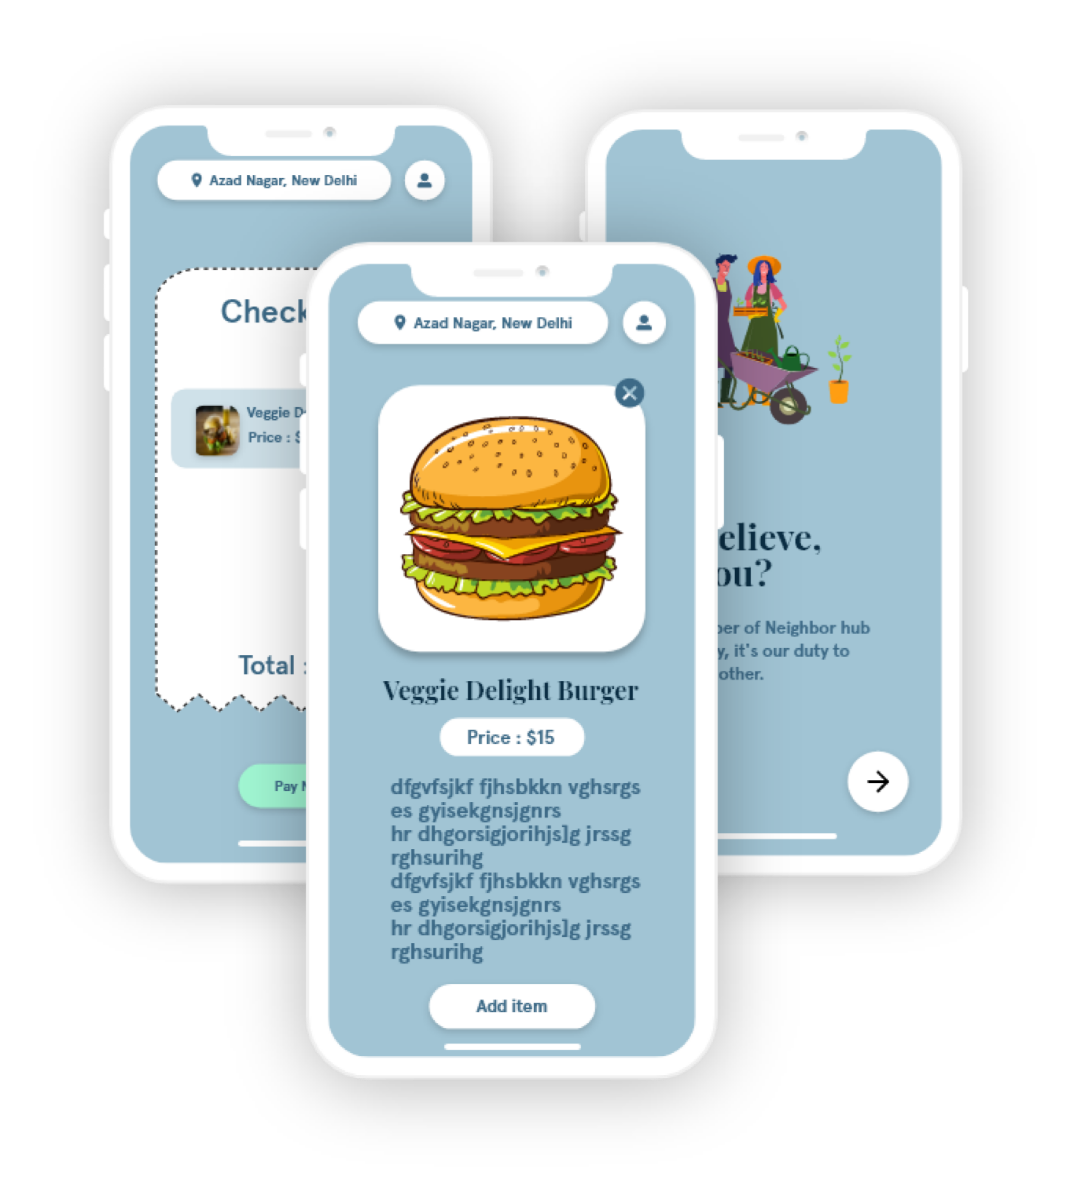 Azad Nagar, New Delhi
Check
Veggie D
Price : $
Total :
Pay
Azad Nagar, New Delhi
Veggie Delight Burger
Price : $15
dfgvfsjkf fjhsbkkn vghsrgs
es gyisekgnsjgnrs
hr dhgorsigjorihjs]g jrssg
rghsurihg
dfgvfsjkf fjhsbkkn vghsrgs
es gyisekgnsjgnrs
hr dhgorsigjorihjs]g jrssg
rghsurihg
Add item
elieve,
ou?
ber of Neighbor hub
y, it's our duty to
other.